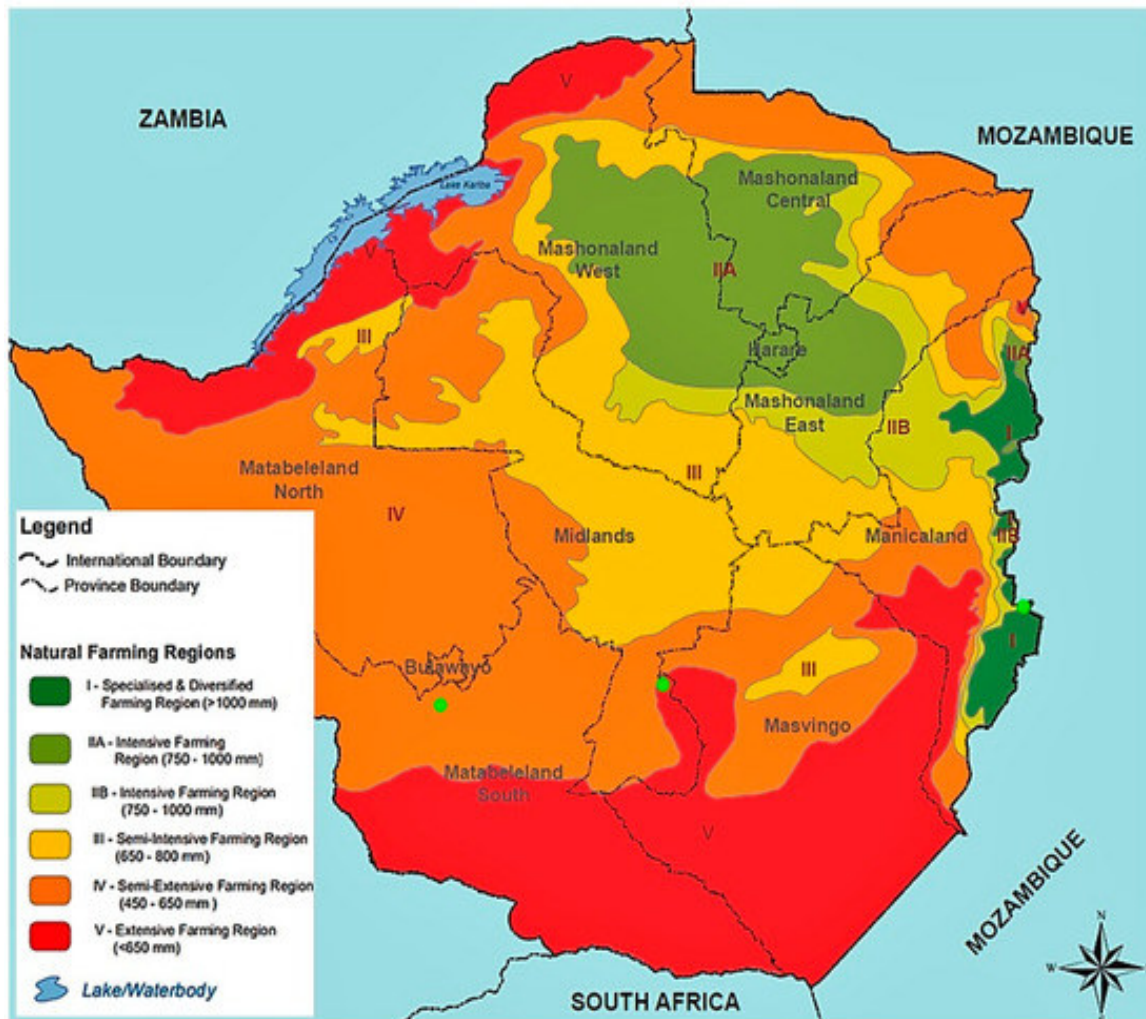 ZAMBIA
MOZAMBIQUE
V
Lake Kariba
Mashonaland
Central
Mashonaland
West
IIA
V
V
III
Harare
IIA
Mashonaland
East
IIB
I
Matabeleland
North
III
IV
Midlands
Manicaland
I
IIB
Bulawayo
III
I
Masvingo
Matabeleland
South
V
MOZAMBIQUE
SOUTH AFRICA
N
W
Legend
International Boundary
Province Boundary
Natural Farming Regions
I - Specialised & Diversified
Farming Region (>1000 mm)
IIA - Intensive Farming
Region (750 - 1000 mm)
IIB - Intensive Farming Region
(750 - 1000 mm)
III - Semi-Intensive Farming Region
(650 - 800 mm)
IV - Semi-Extensive Farming Region
(450 - 650 mm )
V - Extensive Farming Region
(<650 mm)
Lake/Waterbody